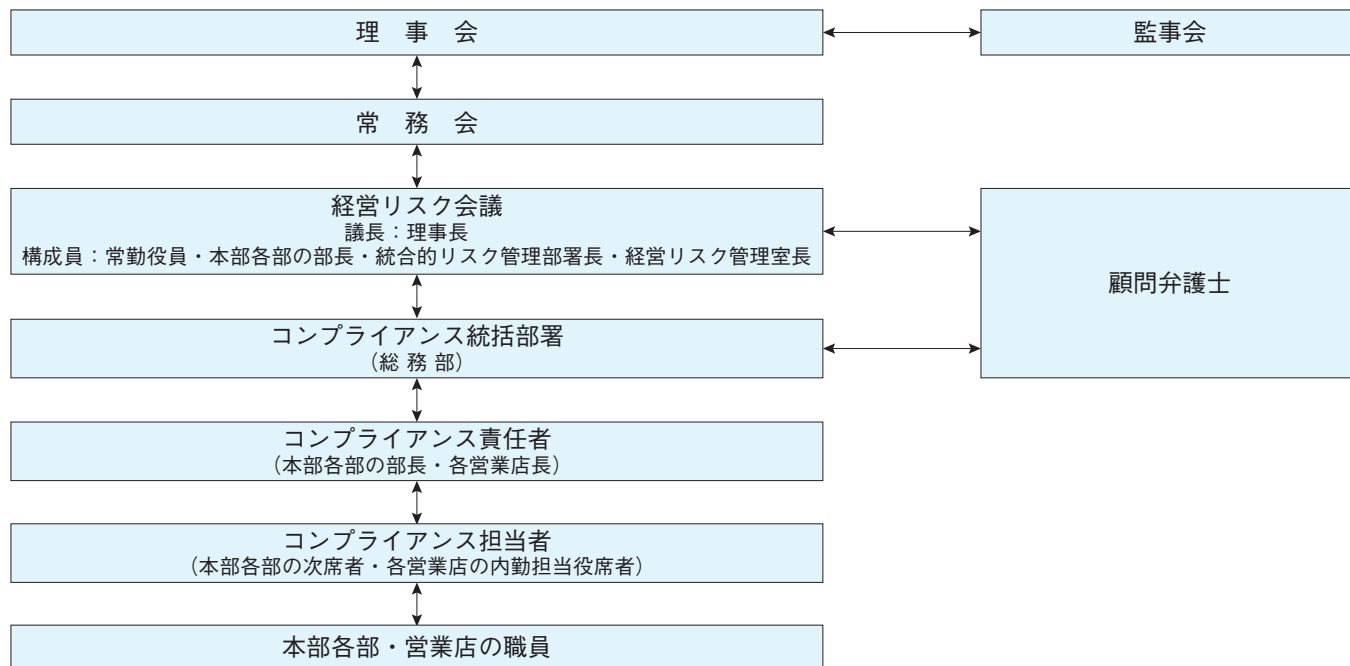 理　事　会
監事会
常　務　会
経営リスク会議
議長：理事長
構成員：常勤役員・本部各部の部長・統合的リスク管理部署長・経営リスク管理室長
顧問弁護士
コンプライアンス統括部署
（総 務 部）
コンプライアンス責任者
（本部各部の部長・各営業店長）
コンプライアンス担当者
（本部各部の次席者・各営業店の内勤担当役席者）
本部各部・営業店の職員